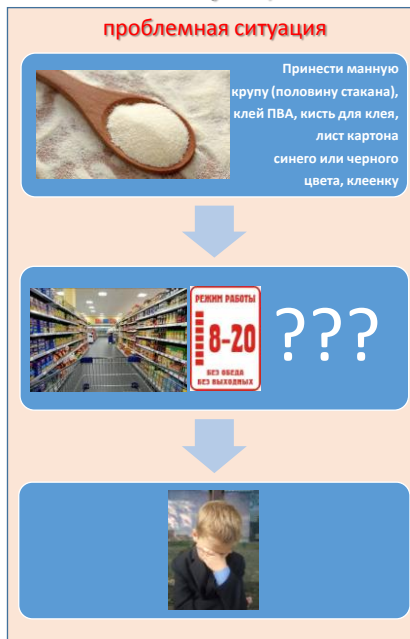 проблемная ситуация
Принести манную
крупу (половину стакана),
клей ПВА, кисть для клея,
лист картона
синего или черного
цвета, клеенку
РЕЖИМ РАБОТЫ
8-20
БЕЗ ОБЕДА
БЕЗ ВЫХОДНЫХ
???